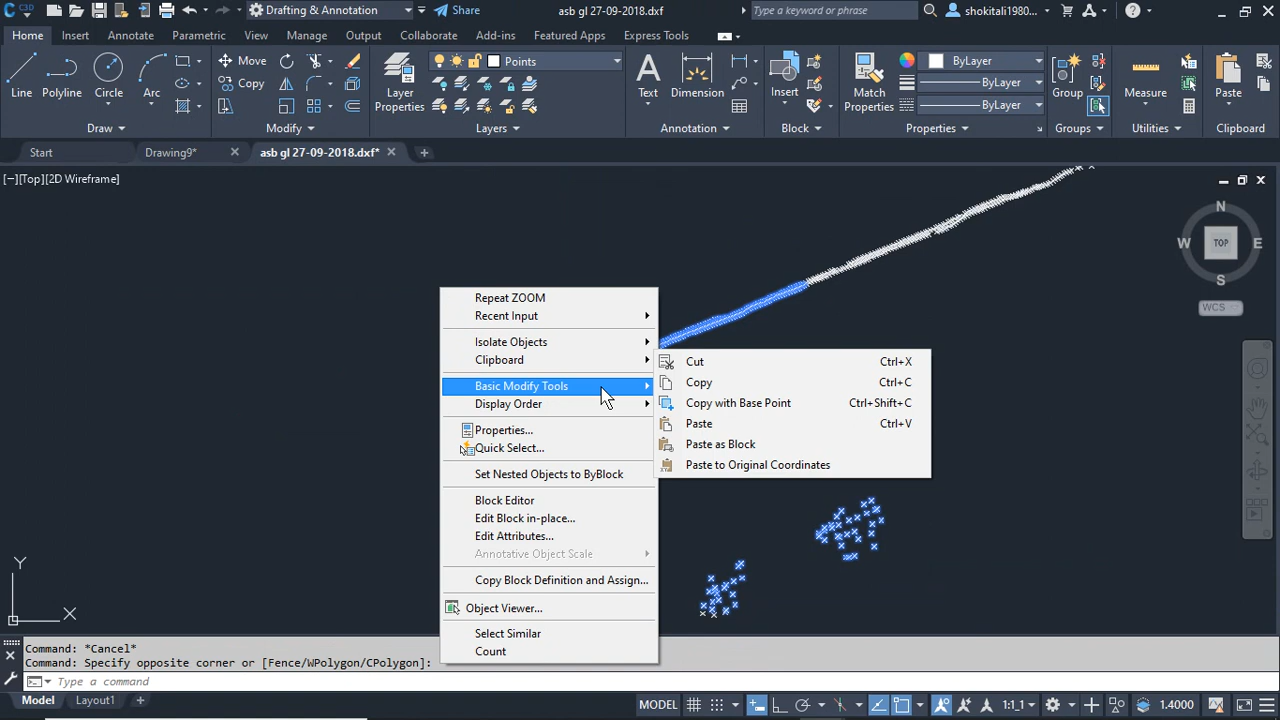 C3D Drafting & Annotation Share asb gl 27-09-2018.dxf Type a keyword or phrase shokitali1980... ?
Home Insert Annotate Parametric View Manage Output Collaborate Add-ins Featured Apps Express Tools
Line Polyline Circle Arc Move Copy Layer Properties Points Text Dimension Insert Match Properties ByLayer ByLayer ByLayer Group Measure Paste
Draw Modify Layers Annotation Block Properties Groups Utilities Clipboard
Start Drawing9* asb gl 27-09-2018.dxf*
[−][Top][2D Wireframe]
N
W TOP E
S
WCS
Repeat ZOOM
Recent Input
Isolate Objects
Clipboard
Basic Modify Tools
Display Order
Properties...
Quick Select...
Set Nested Objects to ByBlock
Block Editor
Edit Block in-place...
Edit Attributes...
Annotative Object Scale
Copy Block Definition and Assign...
Object Viewer...
Select Similar
Count
Cut Ctrl+X
Copy Ctrl+C
Copy with Base Point Ctrl+Shift+C
Paste Ctrl+V
Paste as Block
Paste to Original Coordinates
Y
X
Command: *Cancel*
Command: Specify opposite corner or [Fence/WPolygon/CPolygon]:
Type a command
Model Layout1 MODEL 1:1_1 1.4000